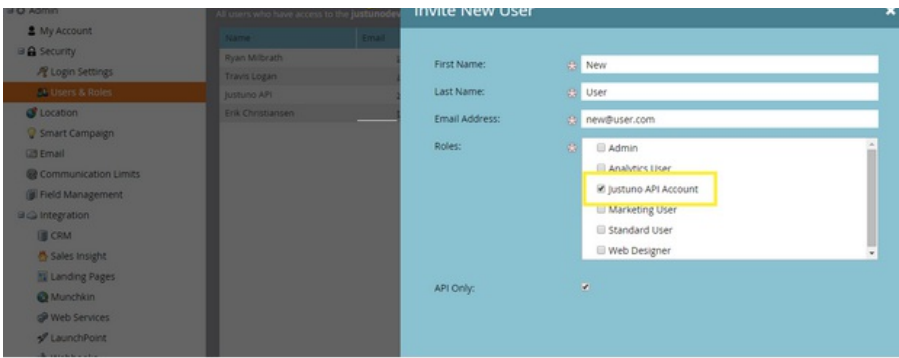 Admin
My Account
Security
Login Settings
Users & Roles
Location
Smart Campaign
Email
Communication Limits
Field Management
Integration
CRM
Sales Insight
Landing Pages
Munchkin
Web Services
LaunchPoint
All users who have access to the justunodev
Name Email
Ryan Milbrath
Travis Logan
Justuno API
Erik Christiansen
Invite New User
First Name: New
Last Name: User
Email Address: new@user.com
Roles:
Admin
Analytics User
Justuno API Account
Marketing User
Standard User
Web Designer
API Only: